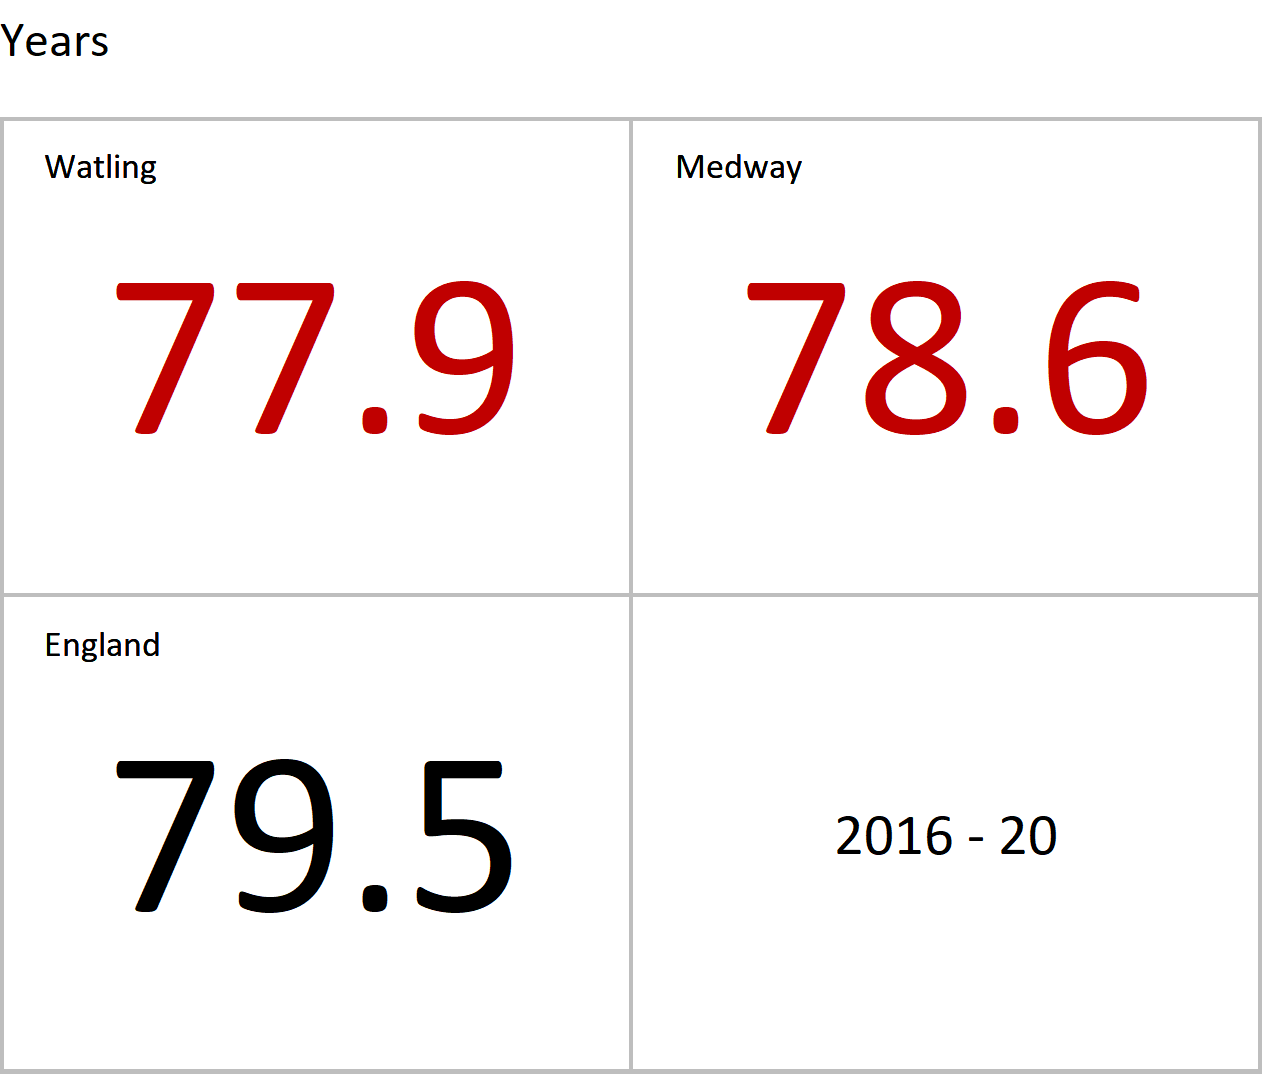 Years
Watling
77.9
Medway
78.6
England
79.5
2016 - 20